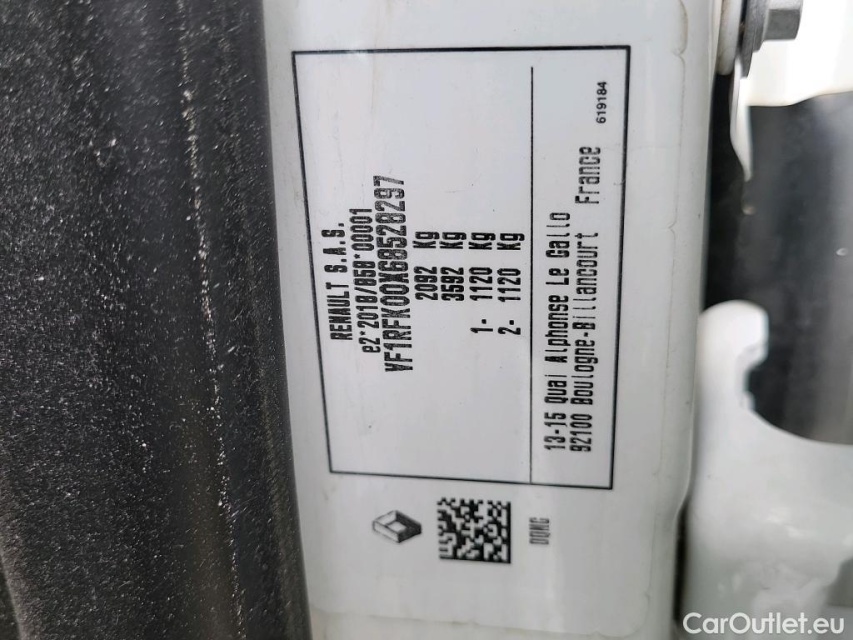 RENAULT S.A.S.
e2*2018/858*00001
VF1RFK00X68528297
2092 Kg
3592 Kg
1- 1120 Kg
2- 1120 Kg
13-15 Quai Alphonse Le Gallo
92100 Boulogne-Billancourt France
619184
DQMC
CarOutlet.eu